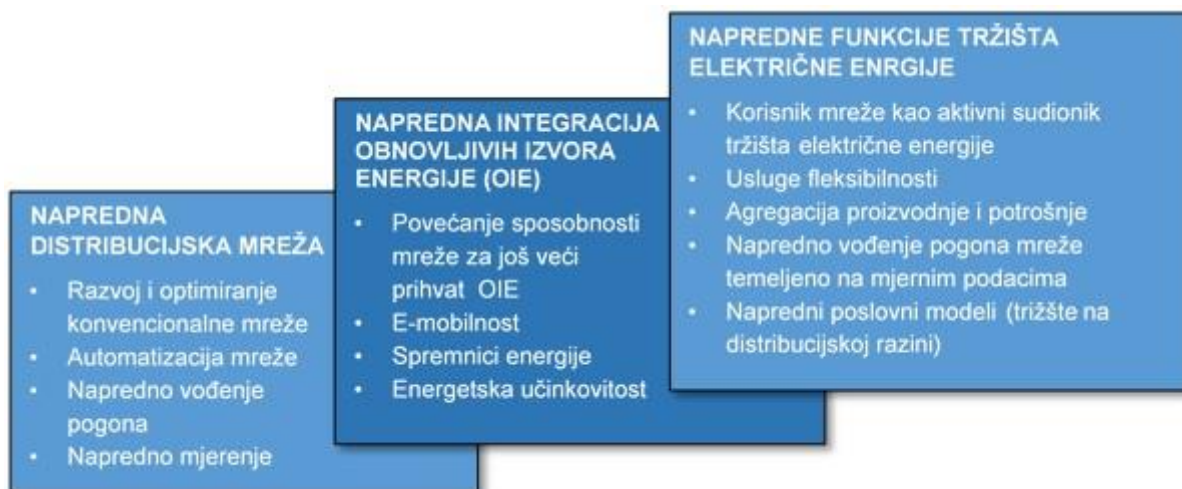 NAPREDNA
DISTRIBUCIJSKA MREŽA
• Razvoj i optimiranje
konvencionalne mreže
• Automatizacija mreže
• Napredno vođenje
pogona
• Napredno mjerenje
NAPREDNA INTEGRACIJA
OBNOVLJIVIH IZVORA
ENERGIJE (OIE)
• Povećanje sposobnosti
mreže za još veći
prihvat OIE
• E-mobilnost
• Spremnici energije
• Energetska učinkovitost
NAPREDNE FUNKCIJE TRŽIŠTA
ELEKTRIČNE ENRGIJE
• Korisnik mreže kao aktivni sudionik
tržišta električne energije
• Usluge fleksibilnosti
• Agregacija proizvodnje i potrošnje
• Napredno vođenje pogona mreže
temeljeno na mjernim podacima
• Napredni poslovni modeli (trižšte na
distribucijskoj razini)